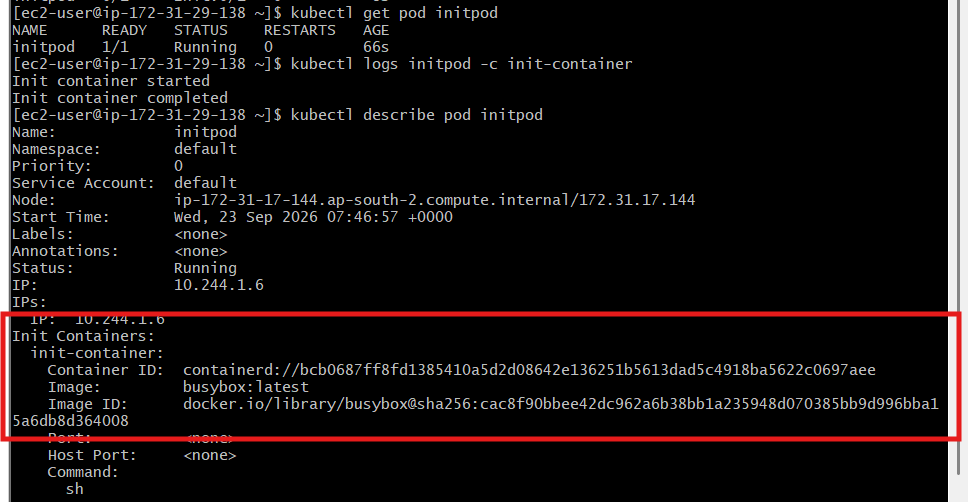 [ec2-user@ip-172-31-29-138 ~]$ kubectl get pod initpod
NAME      READY   STATUS    RESTARTS   AGE
initpod   1/1     Running   0          66s
[ec2-user@ip-172-31-29-138 ~]$ kubectl logs initpod -c init-container
Init container started
Init container completed
[ec2-user@ip-172-31-29-138 ~]$ kubectl describe pod initpod
Name:             initpod
Namespace:        default
Priority:         0
Service Account:  default
Node:             ip-172-31-17-144.ap-south-2.compute.internal/172.31.17.144
Start Time:       Wed, 23 Sep 2026 07:46:57 +0000
Labels:           <none>
Annotations:      <none>
Status:           Running
IP:               10.244.1.6
IPs:
  IP:  10.244.1.6
Init Containers:
  init-container:
    Container ID:  containerd://bcb0687ff8fd1385410a5d2d08642e136251b5613dad5c4918ba5622c0697aee
    Image:         busybox:latest
    Image ID:      docker.io/library/busybox@sha256:cac8f90bbee42dc962a6b38bb1a235948d070385bb9d996bba1
5a6db8d364008
    Port:          <none>
    Host Port:     <none>
    Command:
      sh